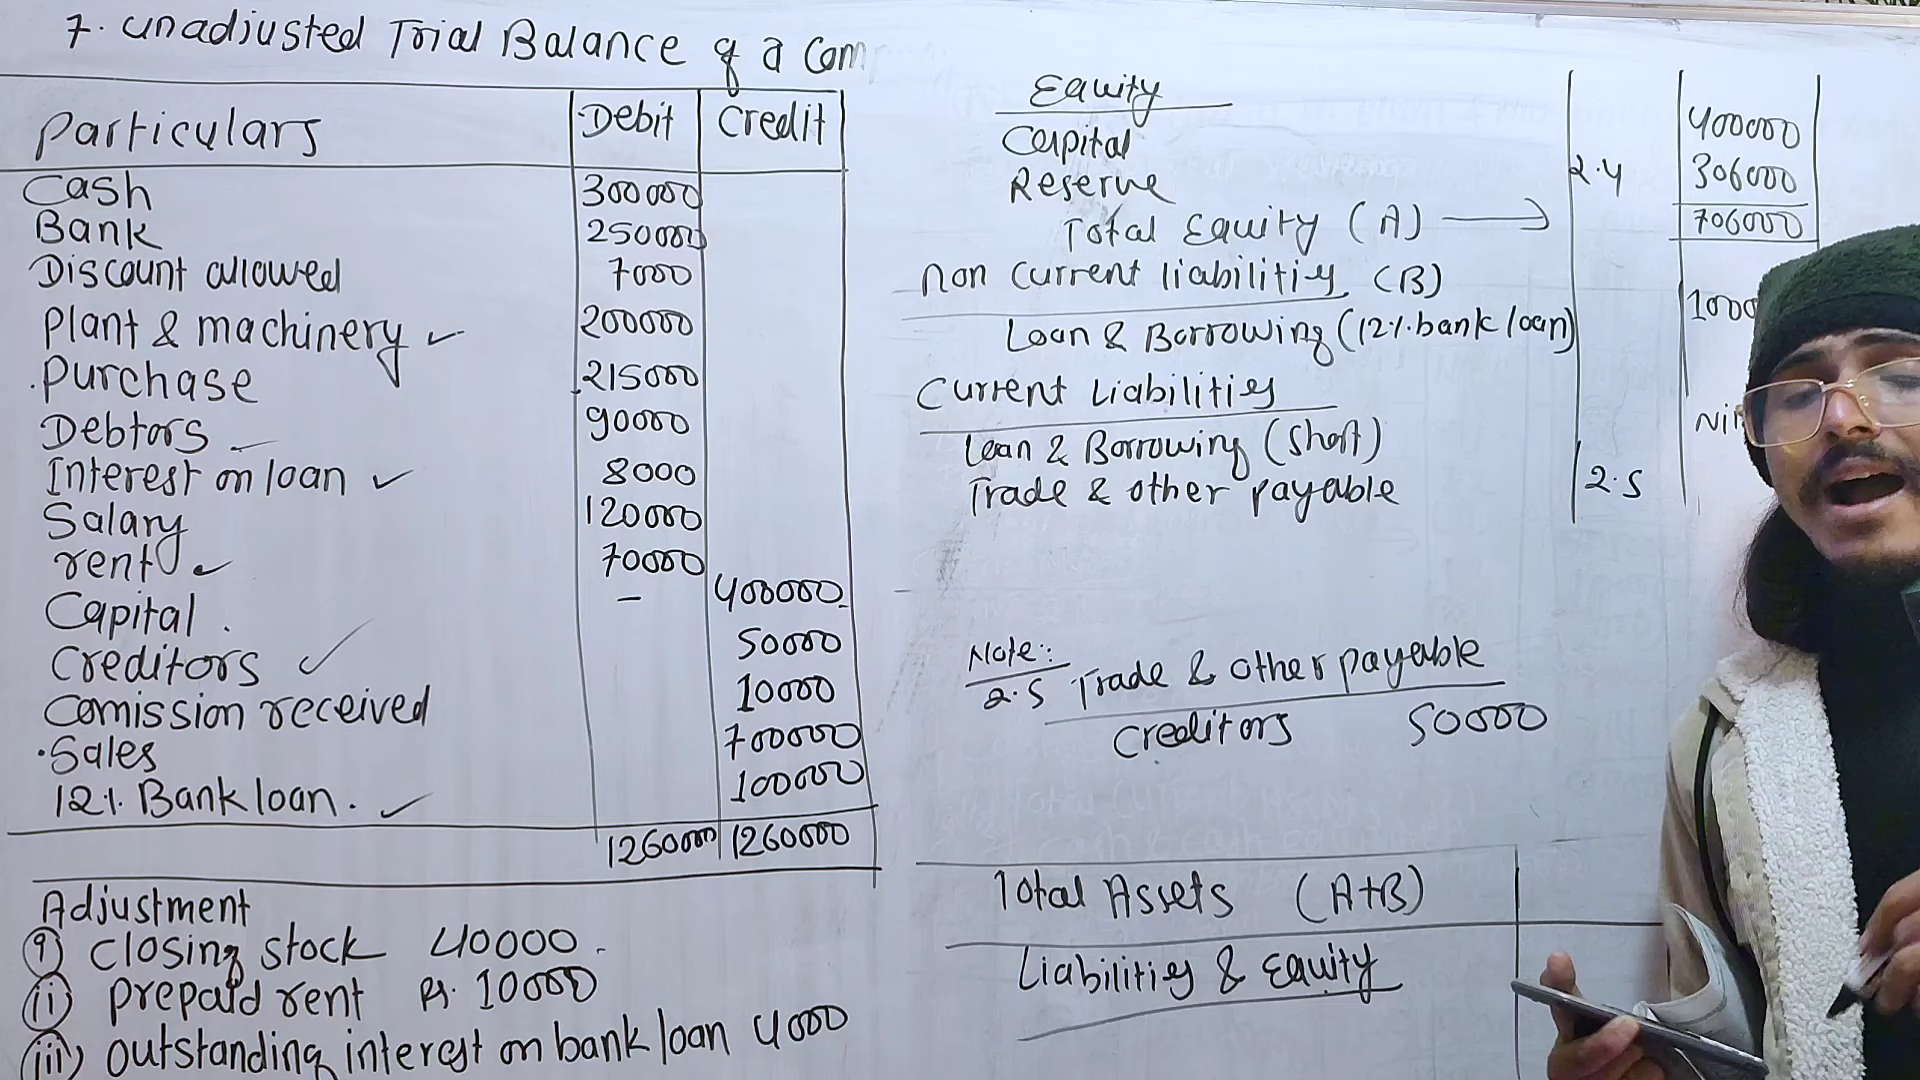 7. Unadjusted Trial Balance of a Com
Particulars Debit Credit
Cash 300000
Bank 250000
Discount allowed 7000
Plant & machinery ✓ 200000
Purchase 215000
Debtors 90000
Interest on loan ✓ 8000
Salary 120000
rent ✓ 70000
Capital - 400000
Creditors ✓ 50000
Comission received 10000
Sales 700000
12%. Bank loan. ✓ 100000
1260000 1260000
Adjustment
(i) Closing stock 40000
(ii) prepaid rent Rs. 10000
(iii) outstanding interest on bank loan 4000
Equity
Capital 400000
Reserve 2.4 306000
Total Equity (A) → 706000
Non Current liabilities (B)
Loan & Borrowing (12%. bank loan) 1000
Current Liabilities
Loan & Borrowing (Short) Nil
Trade & other payable 2.5
Note:
2.5 Trade & Other payable
Creditors 50000
Total Assets (A+B)
Liabilities & Equity